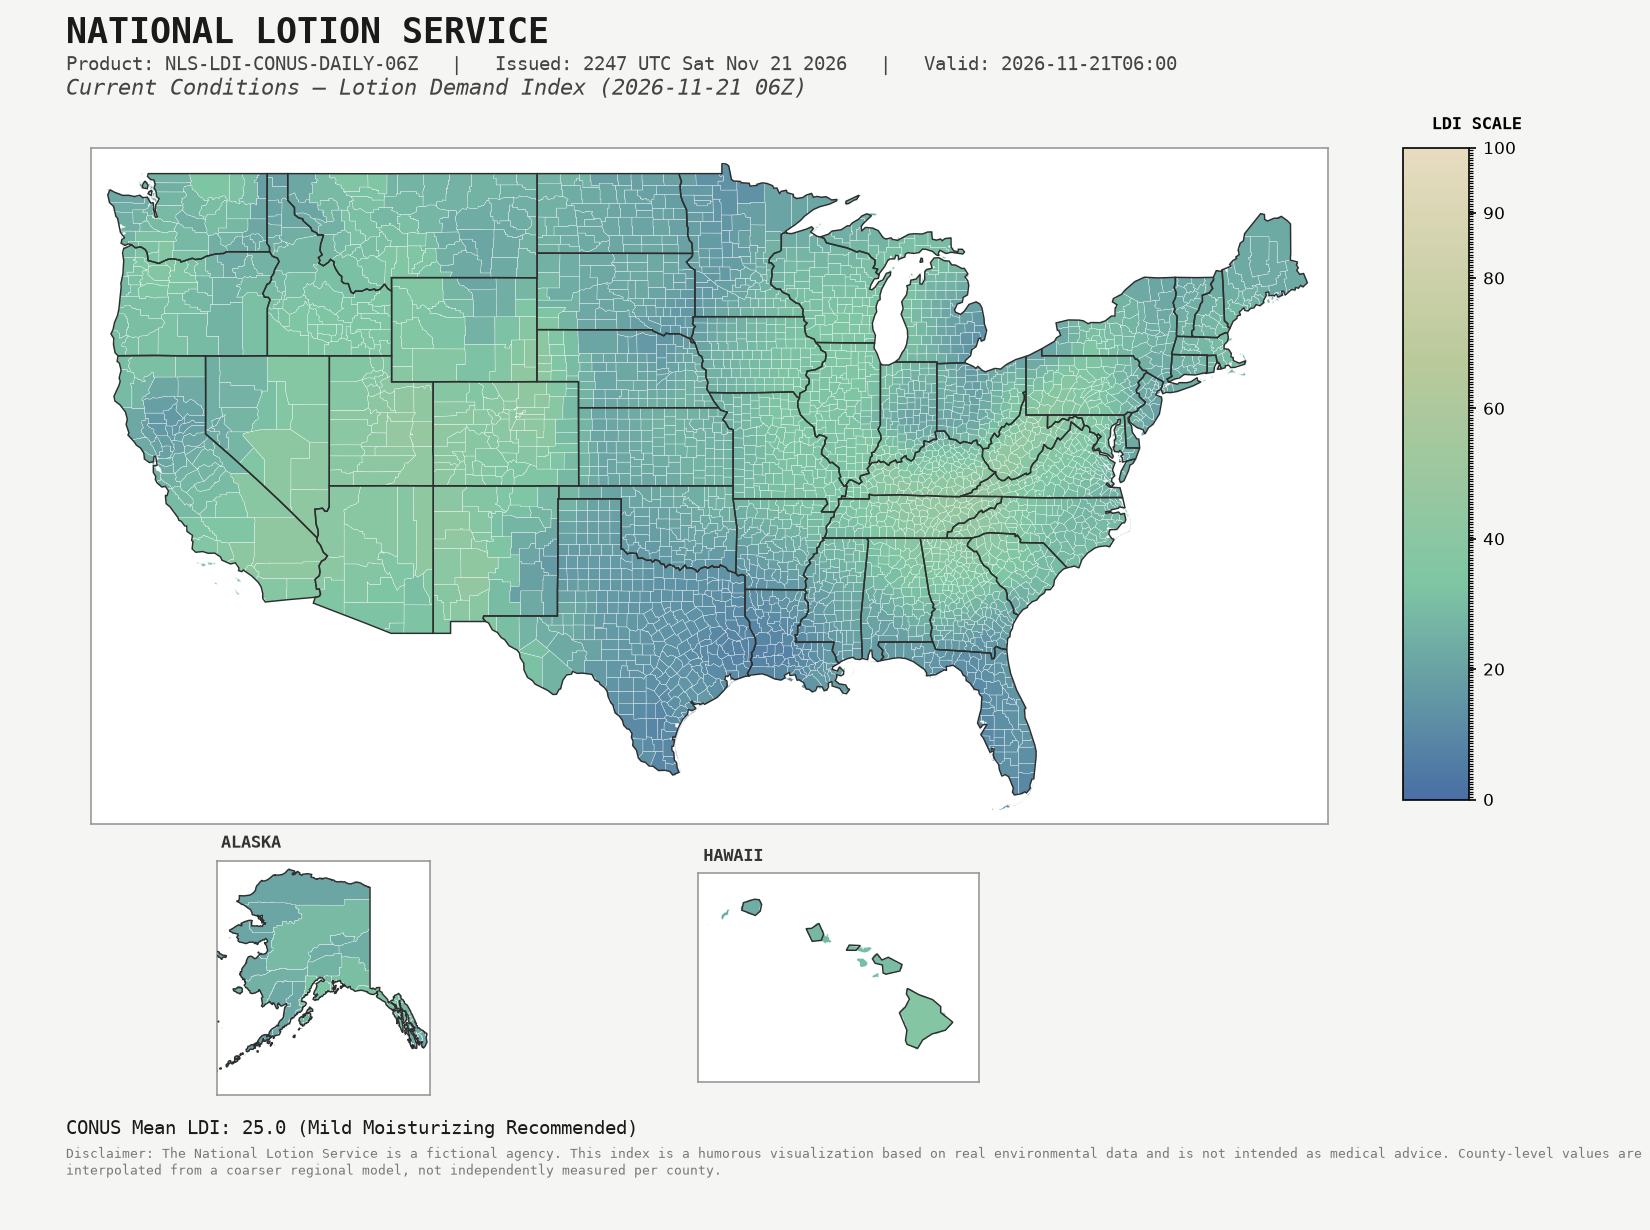 NATIONAL LOTION SERVICE
Product: NLS-LDI-CONUS-DAILY-06Z | Issued: 2247 UTC Sat Nov 21 2026 | Valid: 2026-11-21T06:00
Current Conditions — Lotion Demand Index (2026-11-21 06Z)
LDI SCALE
100
90
80
60
40
20
0
ALASKA
HAWAII
CONUS Mean LDI: 25.0 (Mild Moisturizing Recommended)
Disclaimer: The National Lotion Service is a fictional agency. This index is a humorous visualization based on real environmental data and is not intended as medical advice. County-level values are
interpolated from a coarser regional model, not independently measured per county.